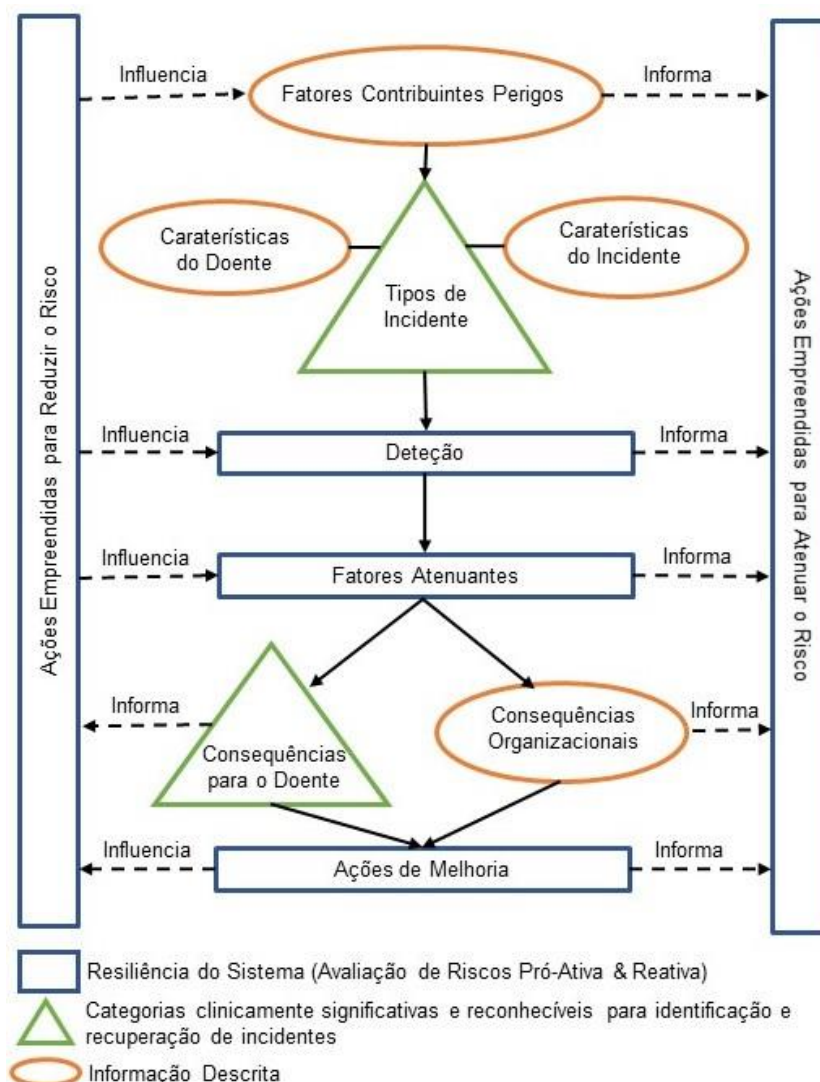 Influencia
Fatores Contribuintes Perigos
Informa
Caraterísticas
do Doente
Caraterísticas
do Incidente
Tipos de
Incidente
Influencia
Deteção
Informa
Influencia
Fatores Atenuantes
Informa
Informa
Consequências
para o Doente
Consequências
Organizacionais
Informa
Influencia
Ações de Melhoria
Informa
Ações Empreendidas para Reduzir o Risco
Ações Empreendidas para Atenuar o Risco
Resiliência do Sistema (Avaliação de Riscos Pró-Ativa & Reativa)
Categorias clinicamente significativas e reconhecíveis para identificação e
recuperação de incidentes
Informação Descrita